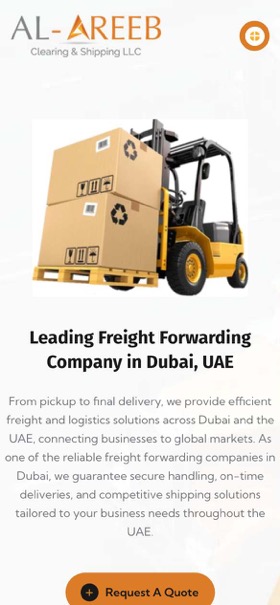 AL-AREEB
Clearing & Shipping LLC
Leading Freight Forwarding
Company in Dubai, UAE
From pickup to final delivery, we provide efficient
freight and logistics solutions across Dubai and the
UAE, connecting businesses to global markets. As
one of the reliable freight forwarding companies in
Dubai, we guarantee secure handling, on-time
deliveries, and competitive shipping solutions
tailored to your business needs throughout the
UAE.
Request A Quote